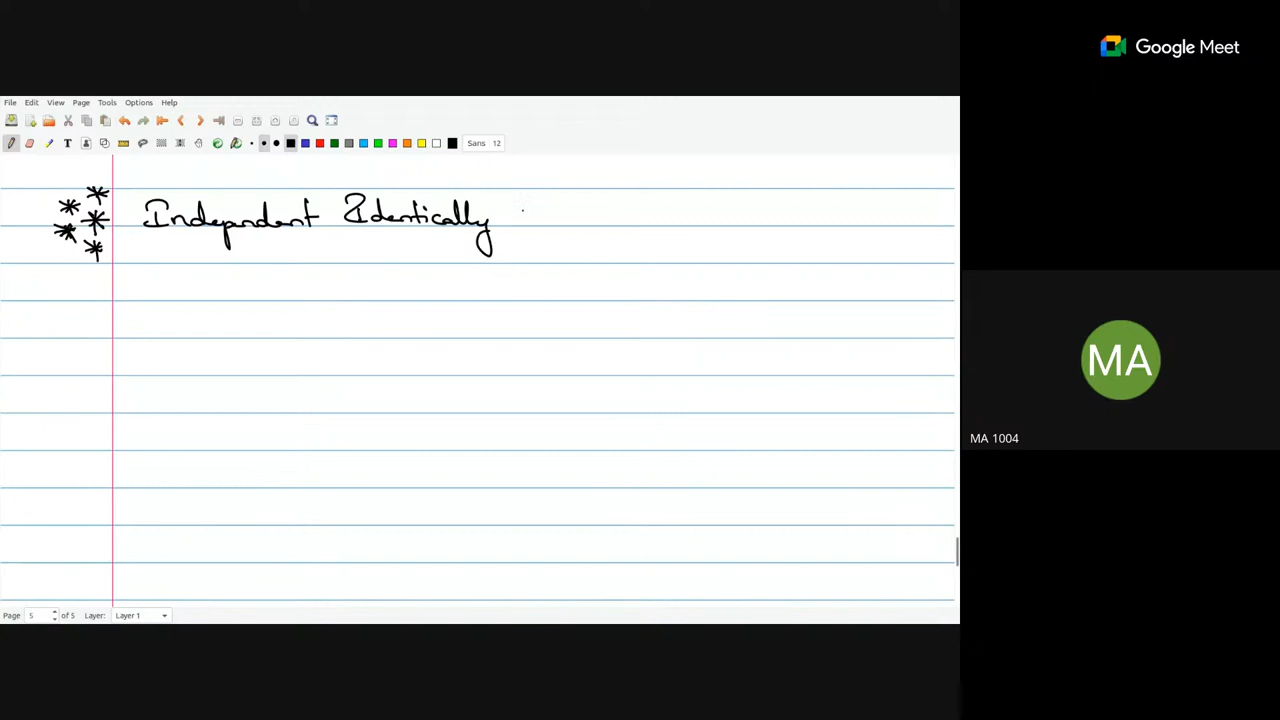 Google Meet
File Edit View Page Tools Options Help
T Sans 12
Independent Identically
MA
MA 1004
Page 5 of 5 Layer: Layer 1